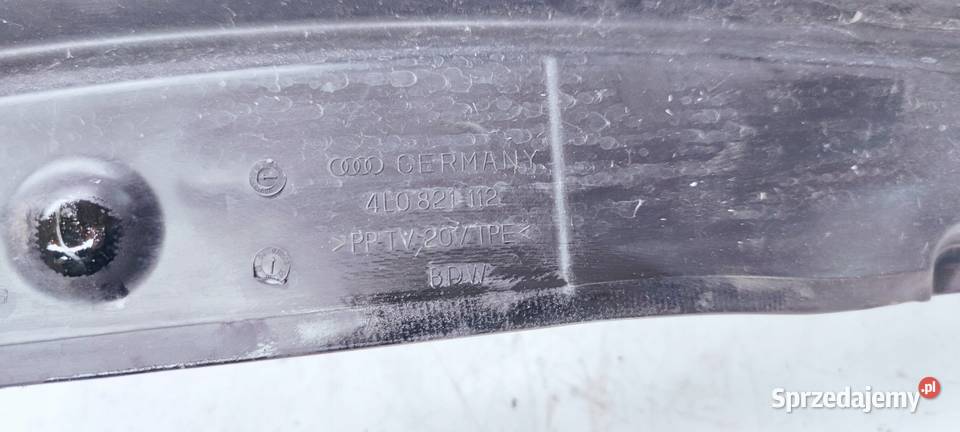 GERMANY
4L0 821 112
>PP-TV 20/TPE<
BDW
Sprzedajemy.pl